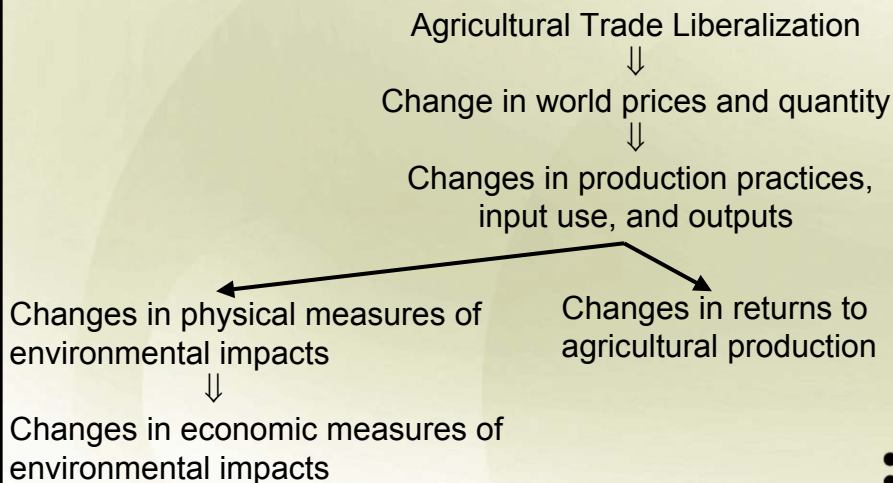 Agricultural Trade Liberalization
⇓
Change in world prices and quantity
⇓
Changes in production practices,
input use, and outputs
Changes in physical measures of
environmental impacts
⇓
Changes in economic measures of
environmental impacts
Changes in returns to
agricultural production